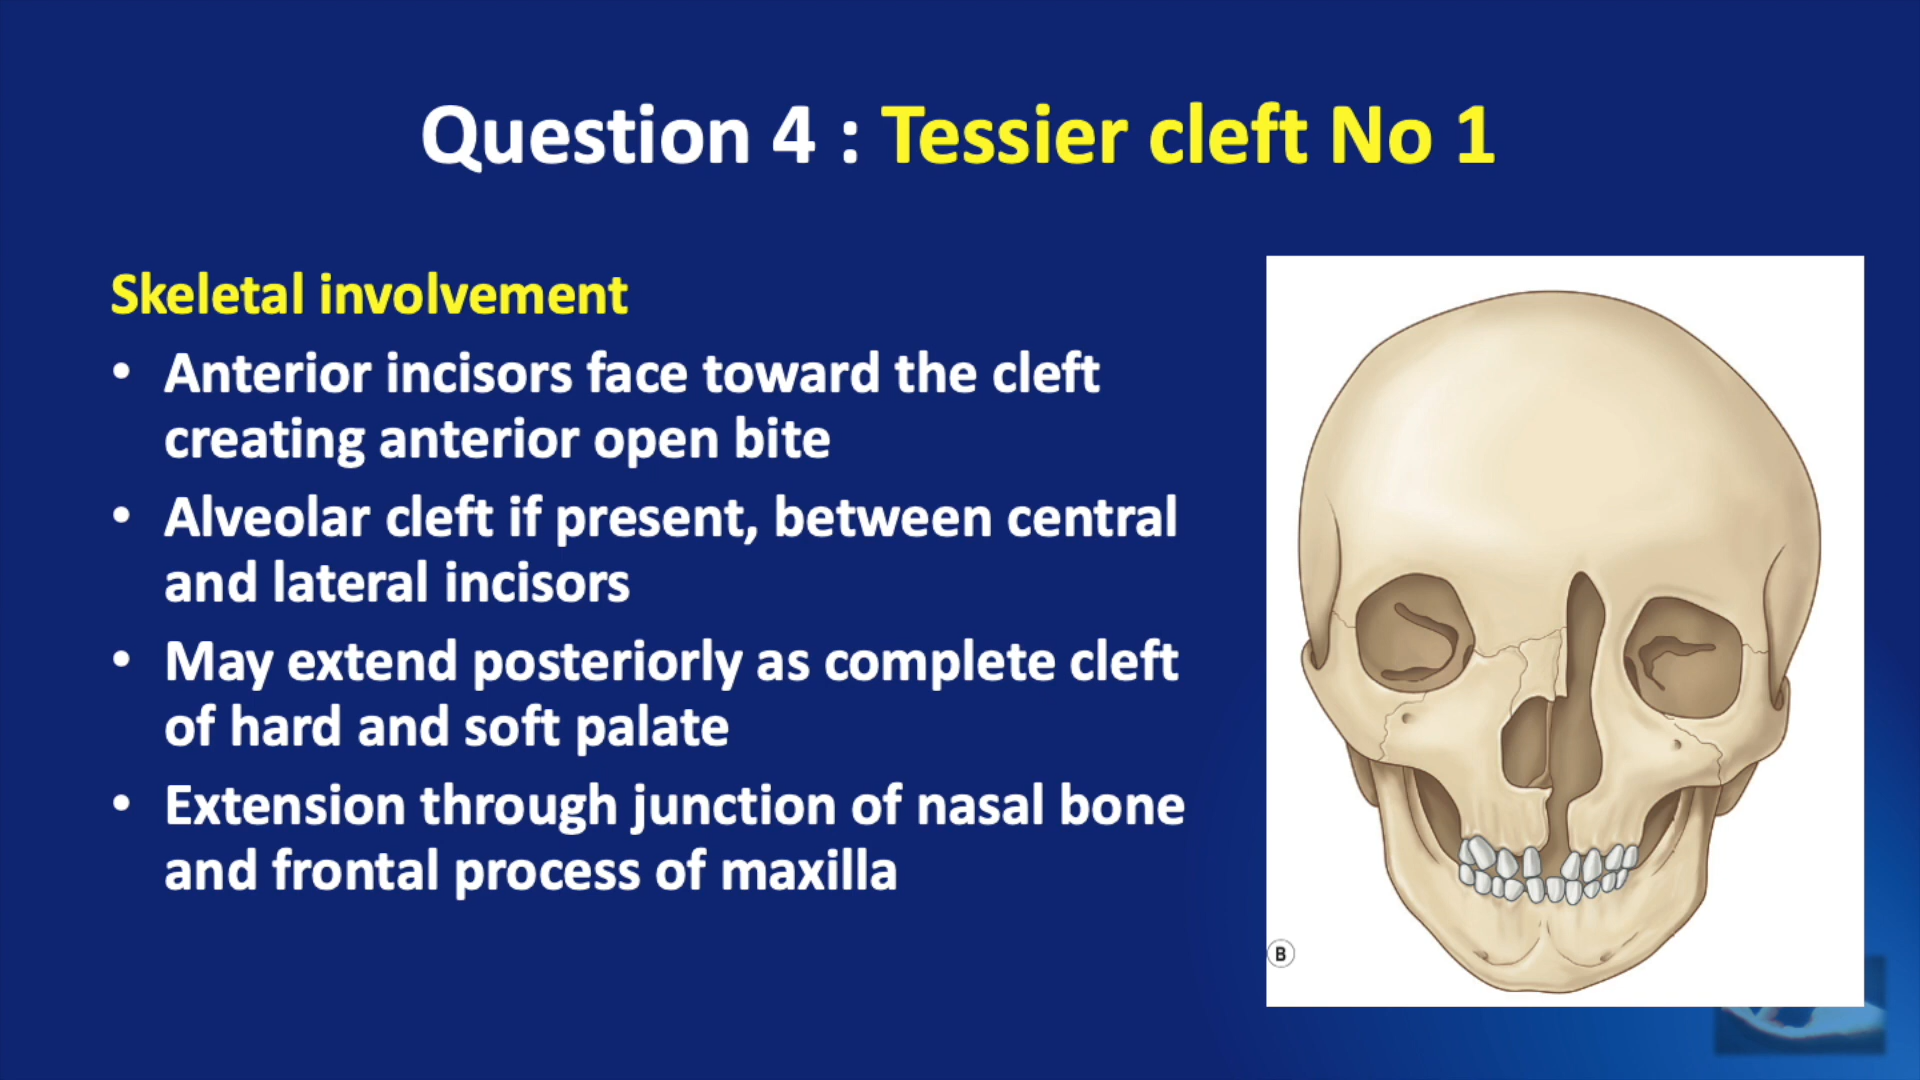 Question 4 : Tessier cleft No 1
Skeletal involvement
• Anterior incisors face toward the cleft
creating anterior open bite
• Alveolar cleft if present, between central
and lateral incisors
• May extend posteriorly as complete cleft
of hard and soft palate
• Extension through junction of nasal bone
and frontal process of maxilla
B